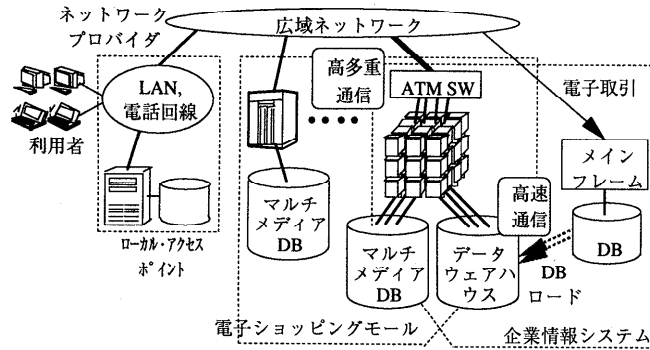 ネットワーク
プロバイダ
広域ネットワーク
LAN,
電話回線
利用者
ローカル・アクセス
ポイント
高多重
通信
ATM SW
電子取引
メイン
フレーム
マルチ
メディア
DB
マルチ
メディア
DB
高速
通信
データ
ウェアハ
ウス
DB
DB
ロード
電子ショッピングモール
企業情報システム